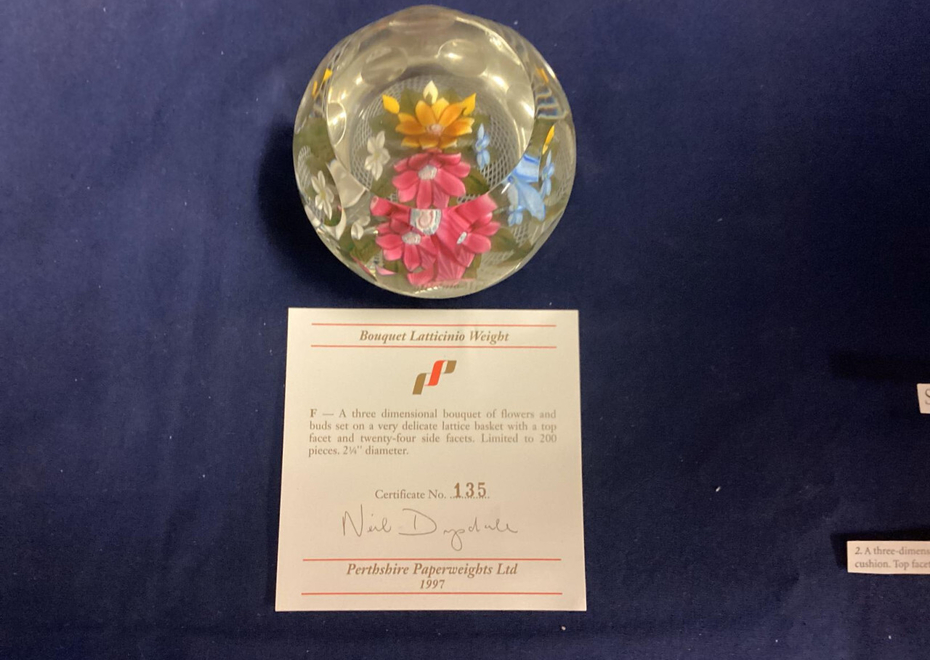 Bouquet Latticinio Weight
F — A three dimensional bouquet of flowers and
buds set on a very delicate lattice basket with a top
facet and twenty-four side facets. Limited to 200
pieces. 2¼" diameter.
Certificate No. 135
Neil Drysdale
Perthshire Paperweights Ltd
1997
S
2. A three-dimens
cushion. Top facet